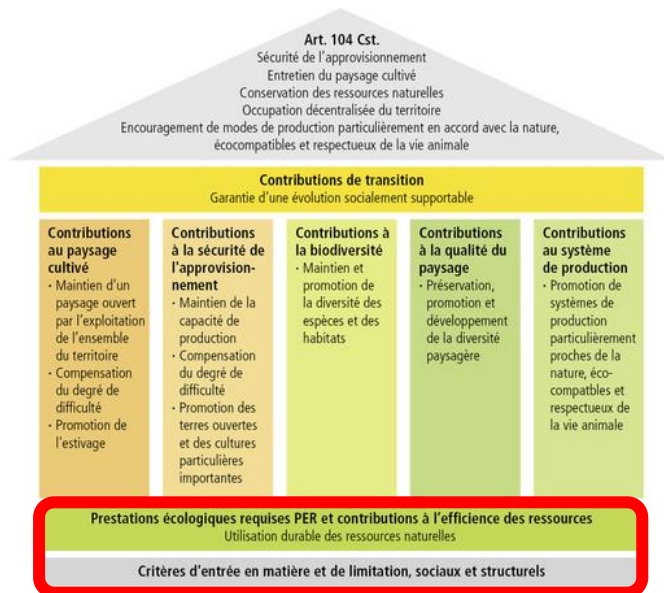 Art. 104 Cst.
Sécurité de l'approvisionnement
Entretien du paysage cultivé
Conservation des ressources naturelles
Occupation décentralisée du territoire
Encouragement de modes de production particulièrement en accord avec la nature,
écocompatibles et respectueux de la vie animale
Contributions de transition
Garantie d'une évolution socialement supportable
Contributions
au paysage
cultivé
· Maintien d'un
paysage ouvert
par l'exploitation
de l'ensemble
du territoire
· Compensation
du degré de
difficulté
· Promotion de
l'estivage
Contributions
à la sécurité de
l'approvision-
nement
· Maintien de la
capacité de
production
· Compensation
du degré de
difficulté
· Promotion des
terres ouvertes
et des cultures
particulières
importantes
Contributions à
la biodiversité
· Maintien et
promotion de
la diversité des
espèces et des
habitats
Contributions
à la qualité du
paysage
· Préservation,
promotion et
développement
de la diversité
paysagère
Contributions
au système
de production
· Promotion de
systèmes de
production
particulièrement
proches de la
nature, éco-
compatbles et
respectueux de
la vie animale
Prestations écologiques requises PER et contributions à l'efficience des ressources
Utilisation durable des ressources naturelles
Critères d'entrée en matière et de limitation, sociaux et structurels